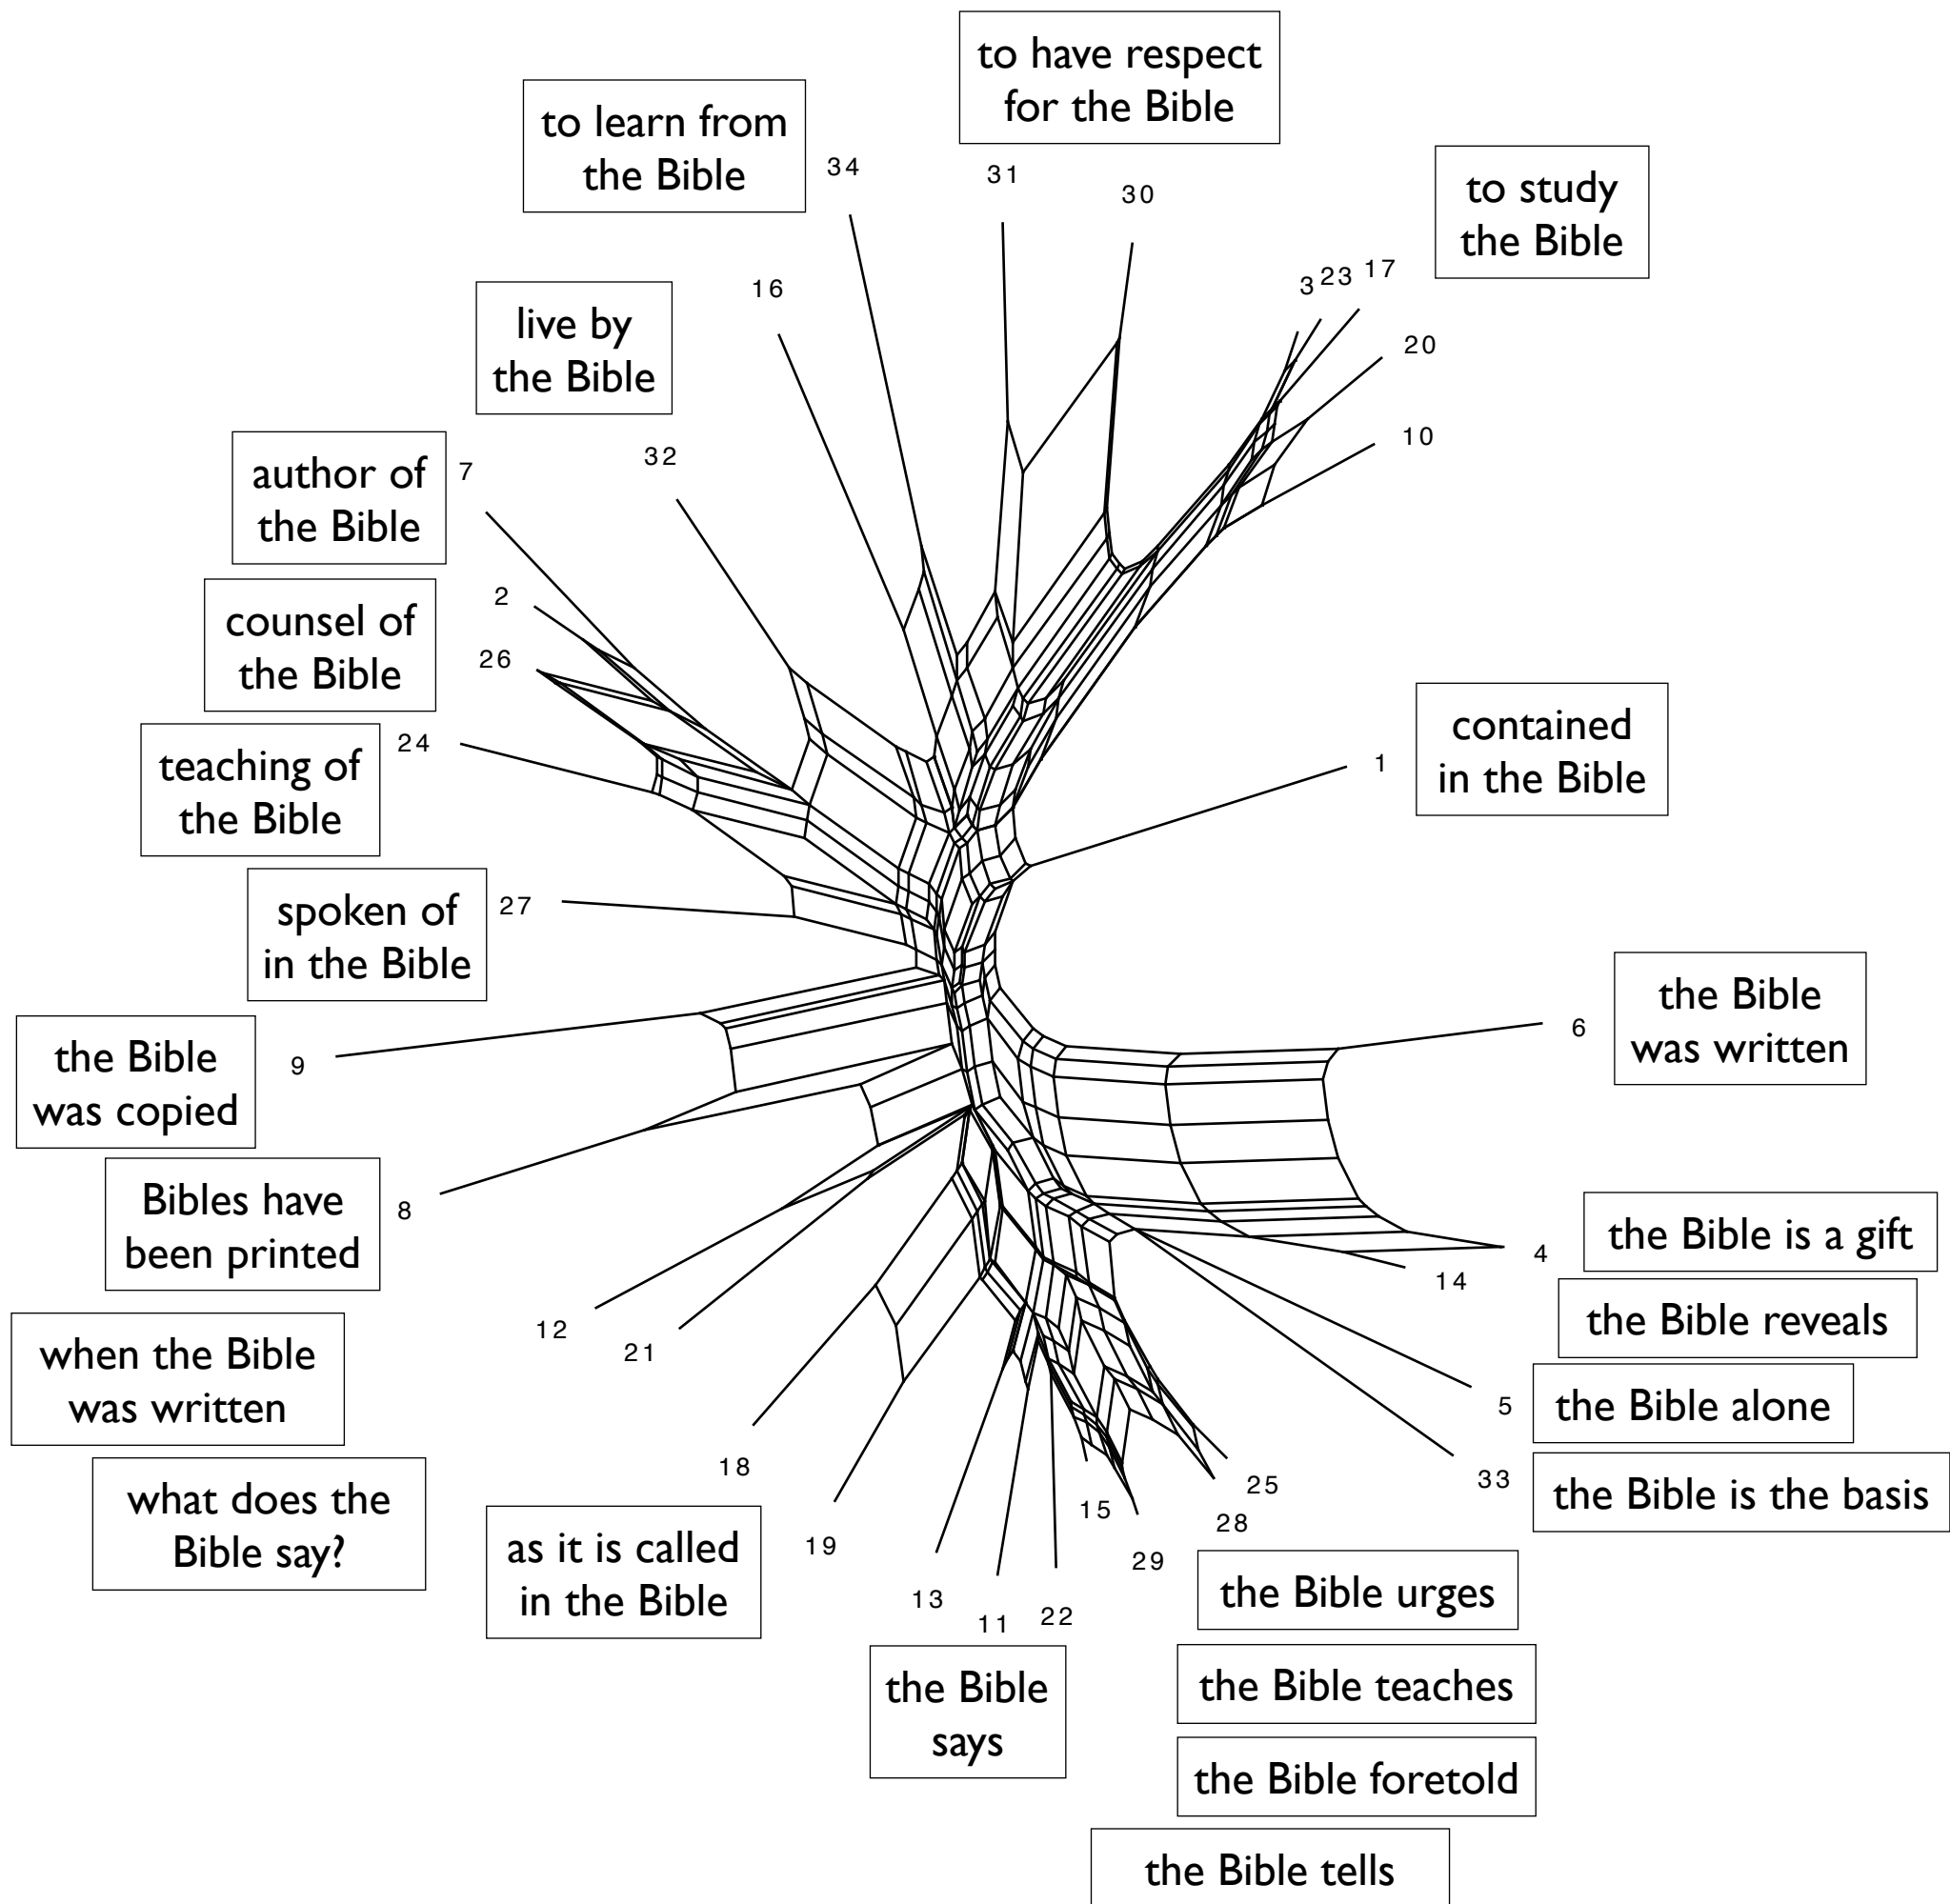 to have respect
for the Bible
to learn from
the Bible
34
31
30
to study
the Bible
3
23
17
16
live by
the Bible
20
10
32
author of
the Bible
7
2
counsel of
the Bible
26
24
teaching of
the Bible
1
contained
in the Bible
spoken of
in the Bible
27
6
the Bible
was written
9
the Bible
was copied
8
Bibles have
been printed
4
the Bible is a gift
14
the Bible reveals
12
21
when the Bible
was written
5
the Bible alone
18
25
33
the Bible is the basis
what does the
Bible say?
as it is called
in the Bible
19
15
28
29
13
11
22
the Bible urges
the Bible
says
the Bible teaches
the Bible foretold
the Bible tells